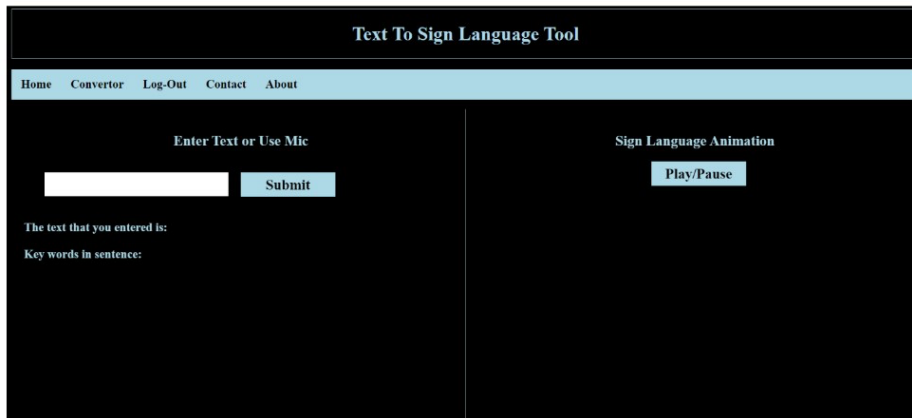 Text To Sign Language Tool
Home Convertor Log-Out Contact About
Enter Text or Use Mic
Submit
The text that you entered is:
Key words in sentence:
Sign Language Animation
Play/Pause